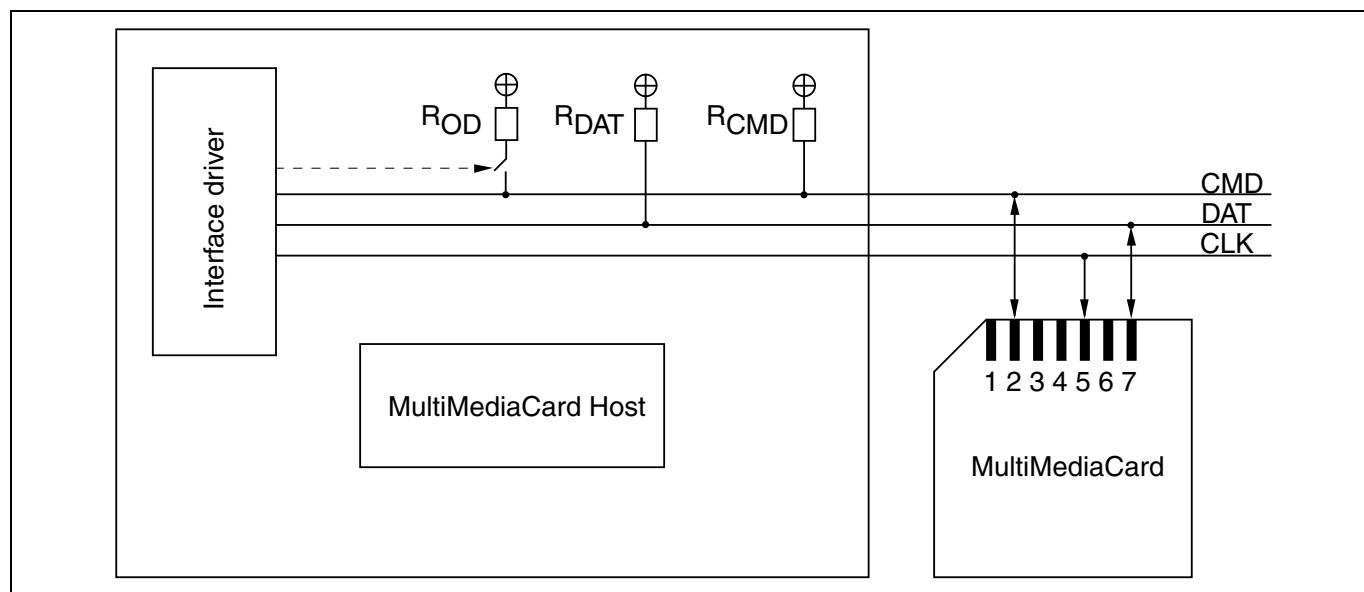 R_OD R_DAT R_CMD
Interface driver
CMD
DAT
CLK
MultiMediaCard Host
1 2 3 4 5 6 7
MultiMediaCard